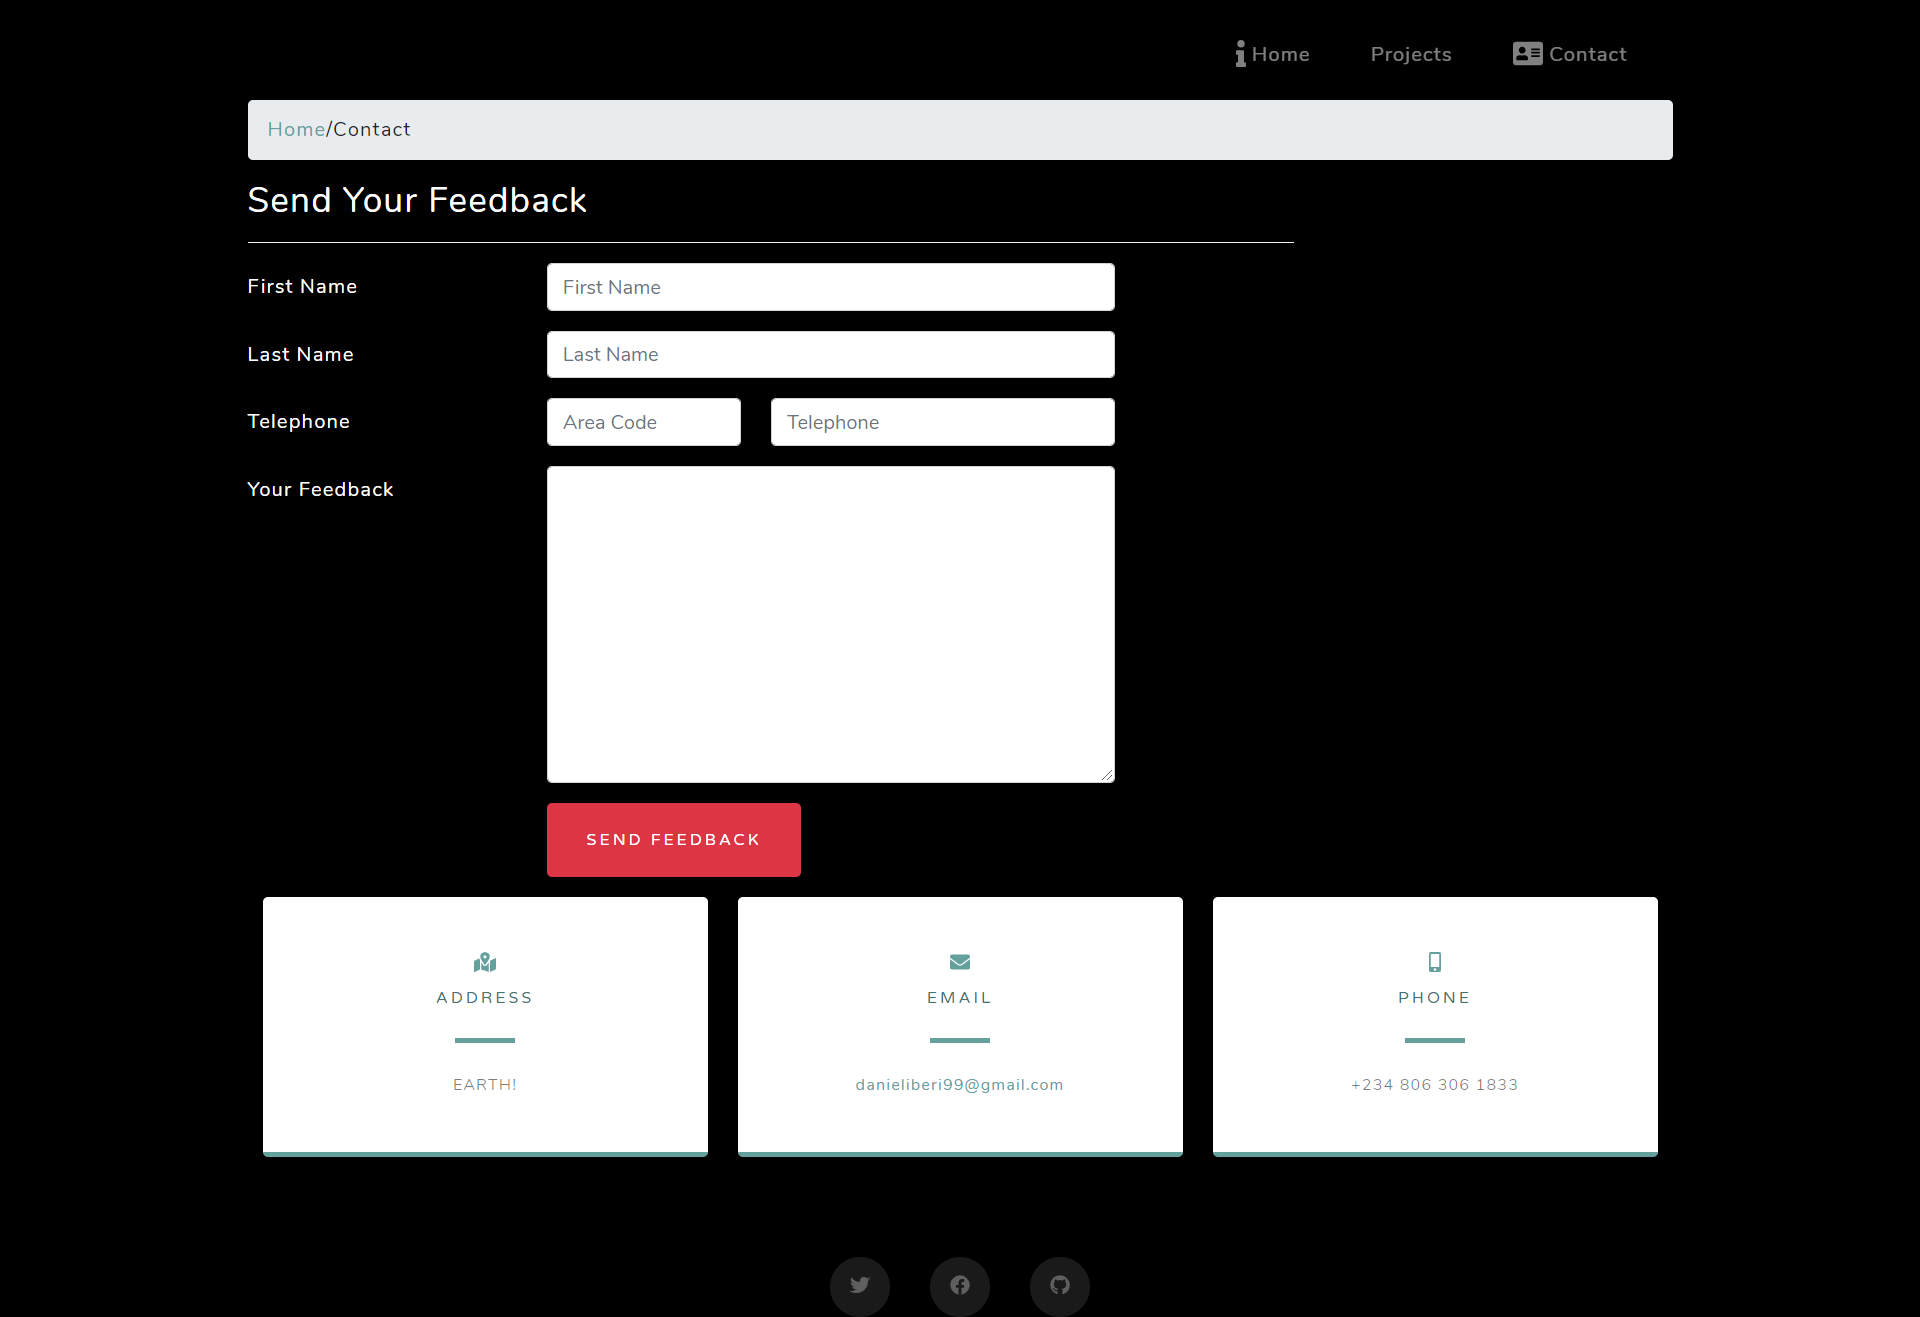 Home Projects Contact
Home/Contact
Send Your Feedback
First Name First Name
Last Name Last Name
Telephone Area Code Telephone
Your Feedback
SEND FEEDBACK
ADDRESS
EARTH!
EMAIL
danieliberi99@gmail.com
PHONE
+234 806 306 1833